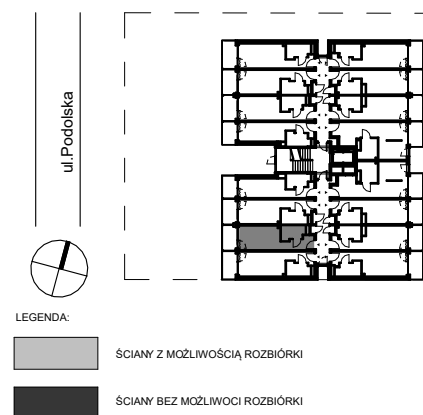 ul.Podolska
LEGENDA:
ŚCIANY Z MOŻLIWOŚCIĄ ROZBIÓRKI
ŚCIANY BEZ MOŻLIWOCI ROZBIÓRKI